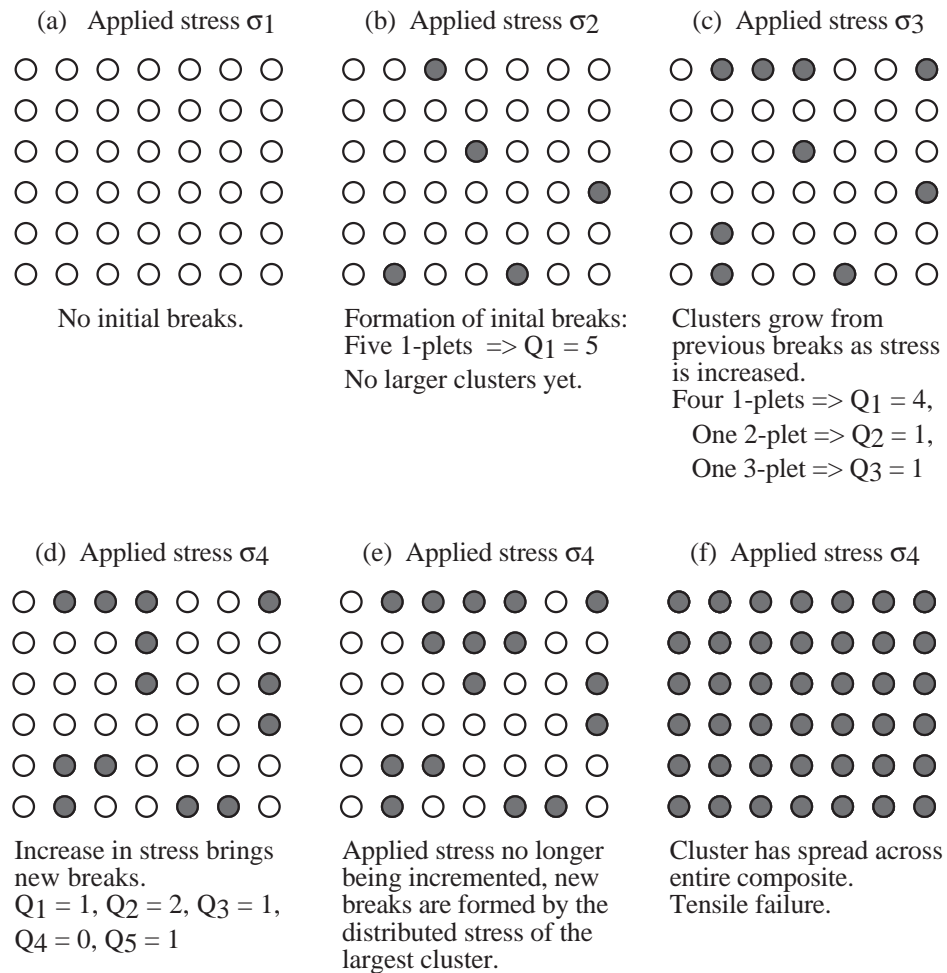 (a) Applied stress σ1
(b) Applied stress σ2
(c) Applied stress σ3
No initial breaks.
Formation of inital breaks:
Five 1-plets => Q1 = 5
No larger clusters yet.
Clusters grow from
previous breaks as stress
is increased.
Four 1-plets => Q1 = 4,
One 2-plet => Q2 = 1,
One 3-plet => Q3 = 1
(d) Applied stress σ4
(e) Applied stress σ4
(f) Applied stress σ4
Increase in stress brings
new breaks.
Q1 = 1, Q2 = 2, Q3 = 1,
Q4 = 0, Q5 = 1
Applied stress no longer
being incremented, new
breaks are formed by the
distributed stress of the
largest cluster.
Cluster has spread across
entire composite.
Tensile failure.